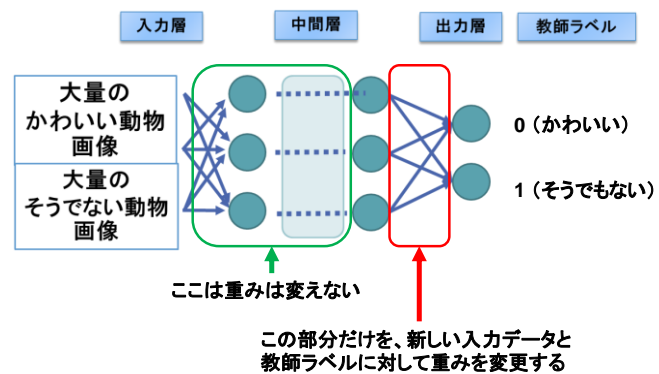 入力層
中間層
出力層
教師ラベル
大量の
かわいい動物
画像
大量の
そうでない動物
画像
0 （かわいい）
1 （そうでもない）
ここは重みは変えない
この部分だけを、新しい入力データと
教師ラベルに対して重みを変更する